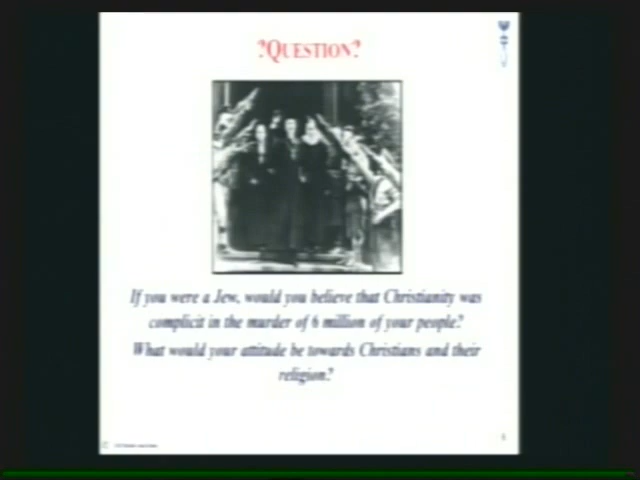 ?QUESTION?
If you were a Jew, would you believe that Christianity was
complicit in the murder of 6 million of your people?
What would your attitude be towards Christians and their
religion?